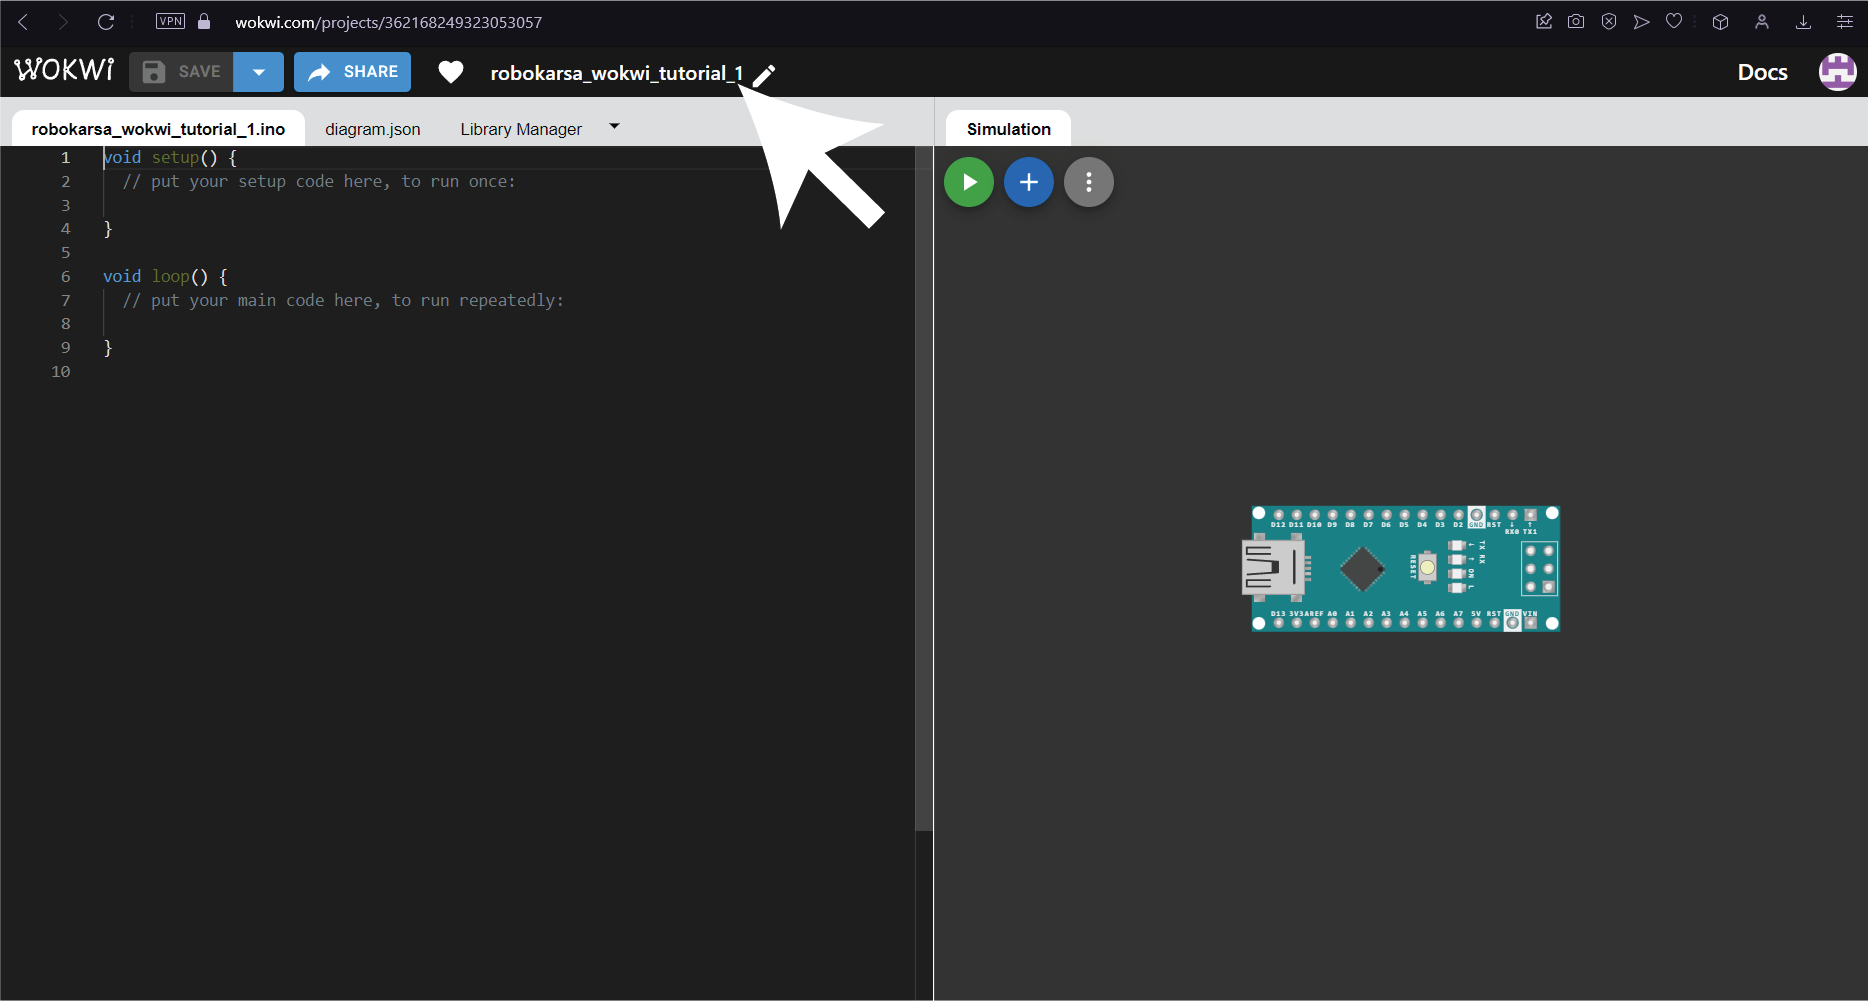 VPN wokwi.com/projects/362168249323053057
WOKWi SAVE SHARE robokarsa_wokwi_tutorial_1 Docs
robokarsa_wokwi_tutorial_1.ino diagram.json Library Manager Simulation
1 void setup() {
2 // put your setup code here, to run once:
3
4 }
5
6 void loop() {
7 // put your main code here, to run repeatedly:
8
9 }
10
D12 D11 D10 D9 D8 D7 D6 D5 D4 D3 D2 GND RST ↓ ↑
RX0 TX1
RESET
TX ←
RX ↑
ON
L
D13 3V3 AREF A0 A1 A2 A3 A4 A5 A6 A7 5V RST GND VIN